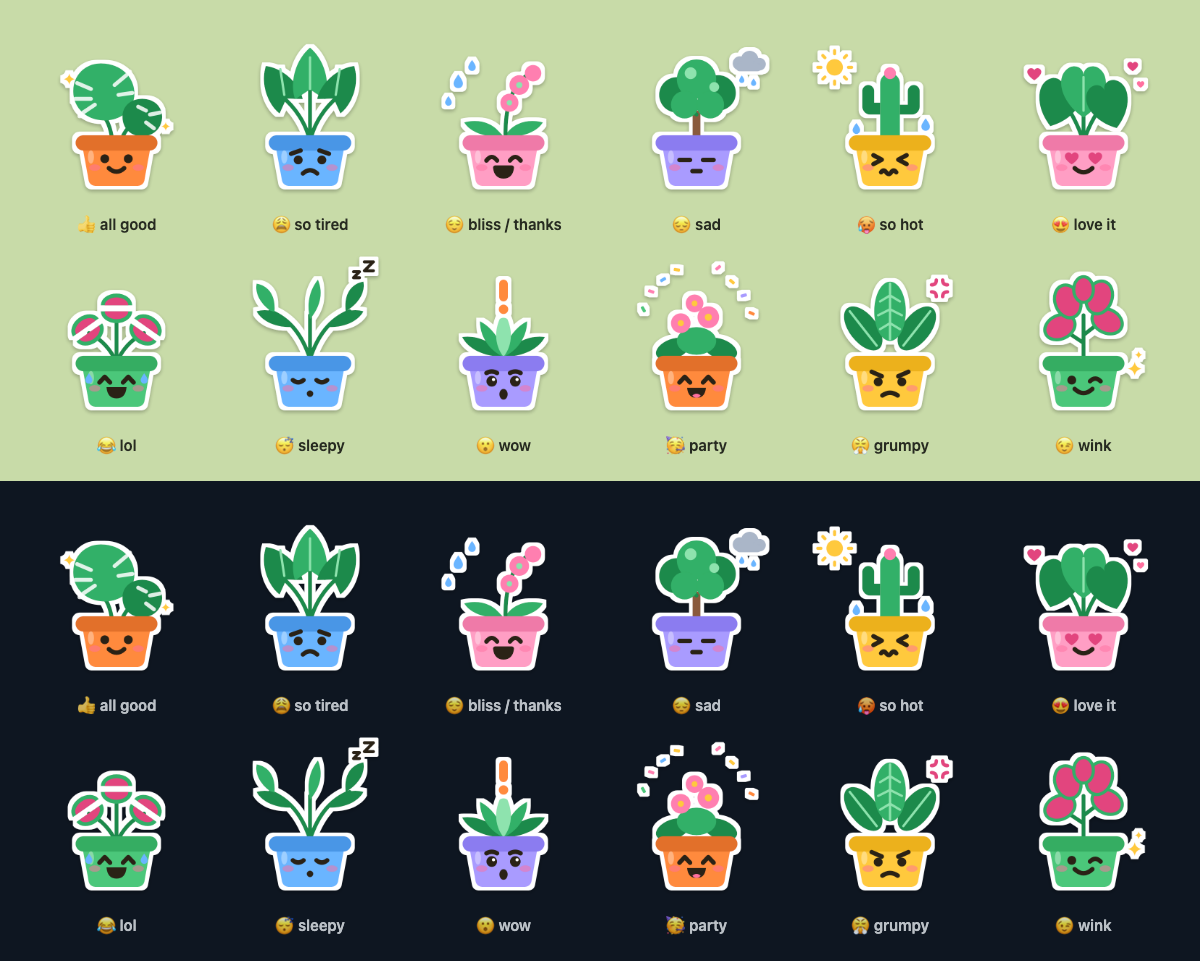 👍 all good 😩 so tired 😌 bliss / thanks 😔 sad 🥵 so hot 😍 love it
z Z
😂 lol 😴 sleepy 😮 wow 🥳 party 😤 grumpy 😉 wink
👍 all good 😩 so tired 😌 bliss / thanks 😔 sad 🥵 so hot 😍 love it
z Z
😂 lol 😴 sleepy 😮 wow 🥳 party 😤 grumpy 😉 wink